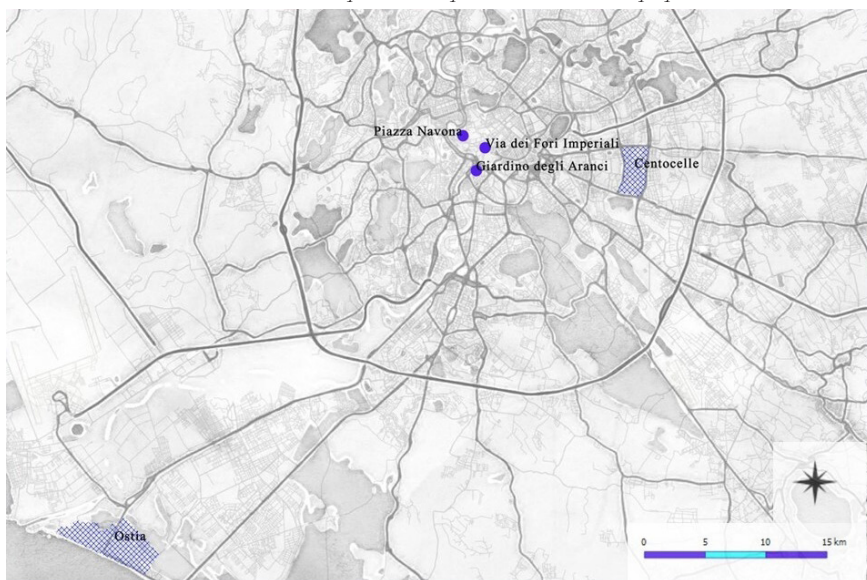 Piazza Navona
Via dei Fori Imperiali
Giardino degli Aranci
Centocelle
Ostia
0 5 10 15 km